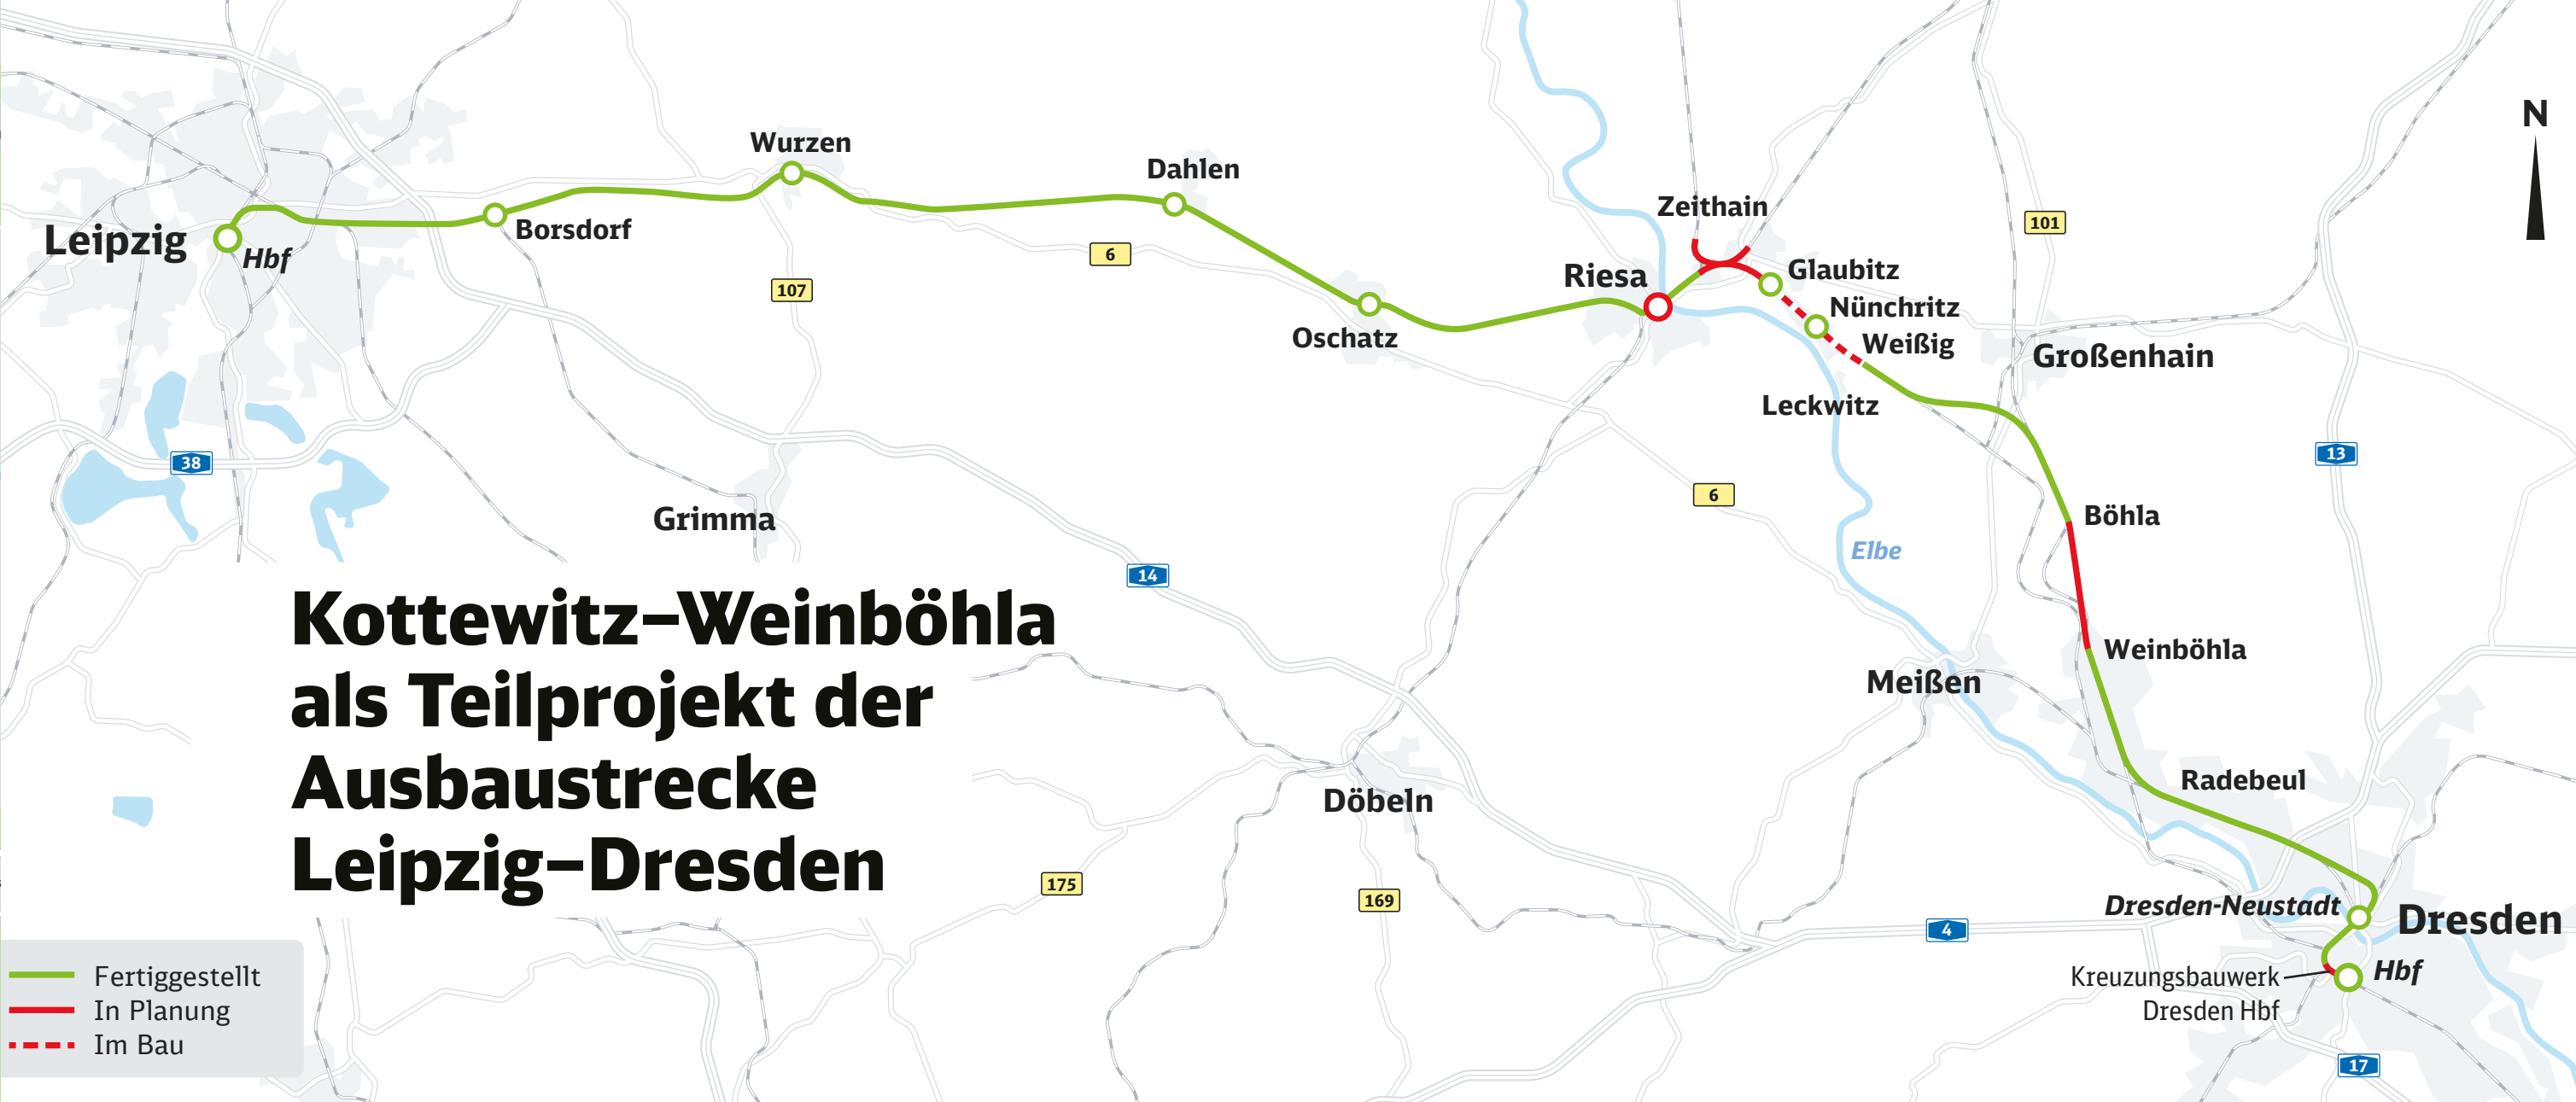 N
Wurzen
Dahlen
Zeithain
101
Leipzig
Hbf
Borsdorf
6
107
Riesa
Glaubitz
Nünchritz
Weißig
Oschatz
Großenhain
Leckwitz
38
13
6
Grimma
Böhla
Elbe
14
Kottewitz–Weinböhla
als Teilprojekt der
Ausbaustrecke
Leipzig–Dresden
Weinböhla
Meißen
Radebeul
Döbeln
175
169
Dresden-Neustadt
Dresden
4
Hbf
Kreuzungsbauwerk
Dresden Hbf
17
Fertiggestellt
In Planung
Im Bau